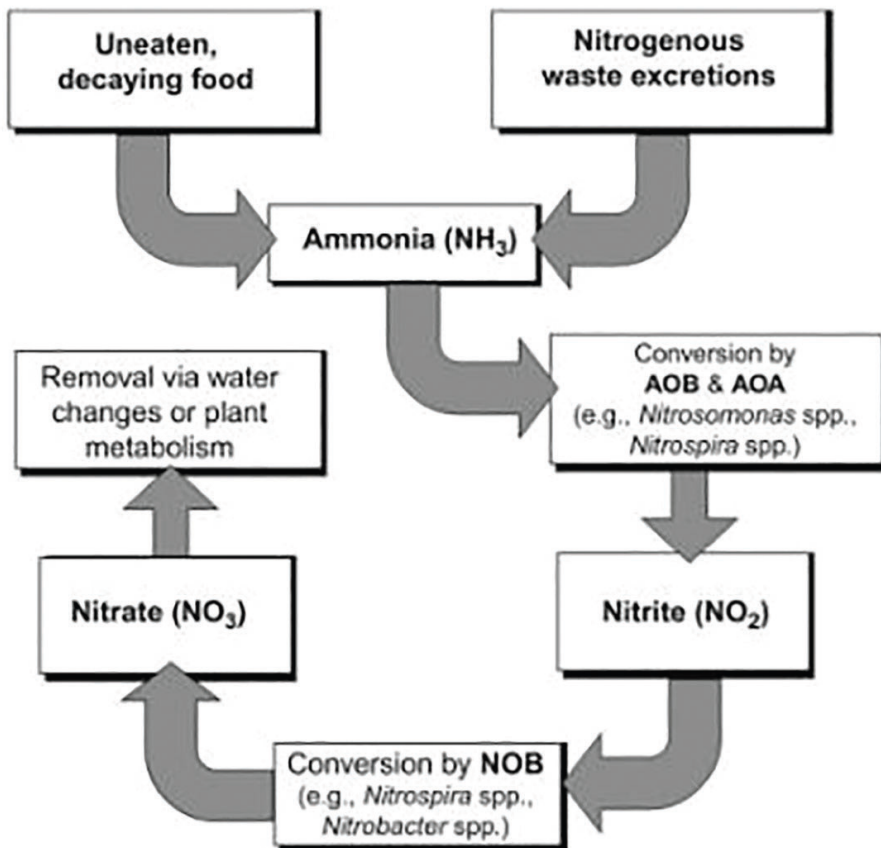 Uneaten,
decaying food
Nitrogenous
waste excretions
Ammonia (NH₃)
Conversion by
AOB & AOA
(e.g., Nitrosomonas spp.,
Nitrospira spp.)
Nitrite (NO₂)
Conversion by NOB
(e.g., Nitrospira spp.,
Nitrobacter spp.)
Nitrate (NO₃)
Removal via water
changes or plant
metabolism